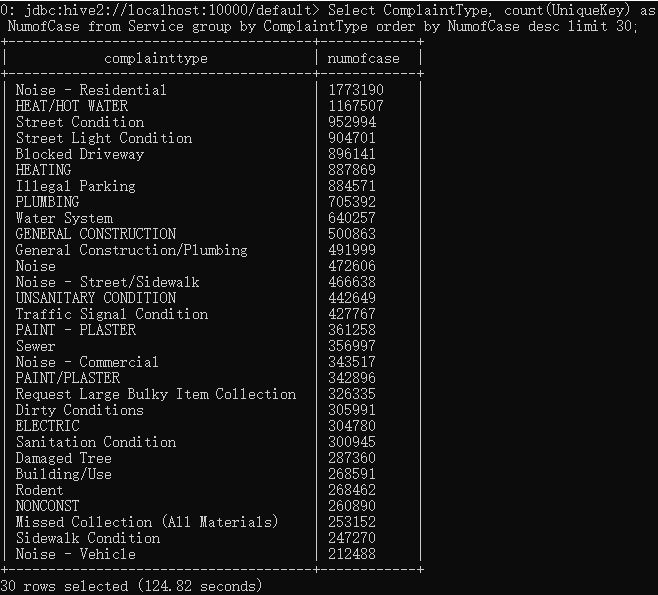 0: jdbc:hive2://localhost:10000/default> Select ComplaintType, count(UniqueKey) as
NumofCase from Service group by ComplaintType order by NumofCase desc limit 30;
complainttype | numofcase
Noise - Residential | 1773190
HEAT/HOT WATER | 1167507
Street Condition | 952994
Street Light Condition | 904701
Blocked Driveway | 896141
HEATING | 887869
Illegal Parking | 884571
PLUMBING | 705392
Water System | 640257
GENERAL CONSTRUCTION | 500863
General Construction/Plumbing | 491999
Noise | 472606
Noise - Street/Sidewalk | 466638
UNSANITARY CONDITION | 442649
Traffic Signal Condition | 427767
PAINT - PLASTER | 361258
Sewer | 356997
Noise - Commercial | 343517
PAINT/PLASTER | 342896
Request Large Bulky Item Collection | 326335
Dirty Conditions | 305991
ELECTRIC | 304780
Sanitation Condition | 300945
Damaged Tree | 287360
Building/Use | 268591
Rodent | 268462
NONCONST | 260890
Missed Collection (All Materials) | 253152
Sidewalk Condition | 247270
Noise - Vehicle | 212488
30 rows selected (124.82 seconds)